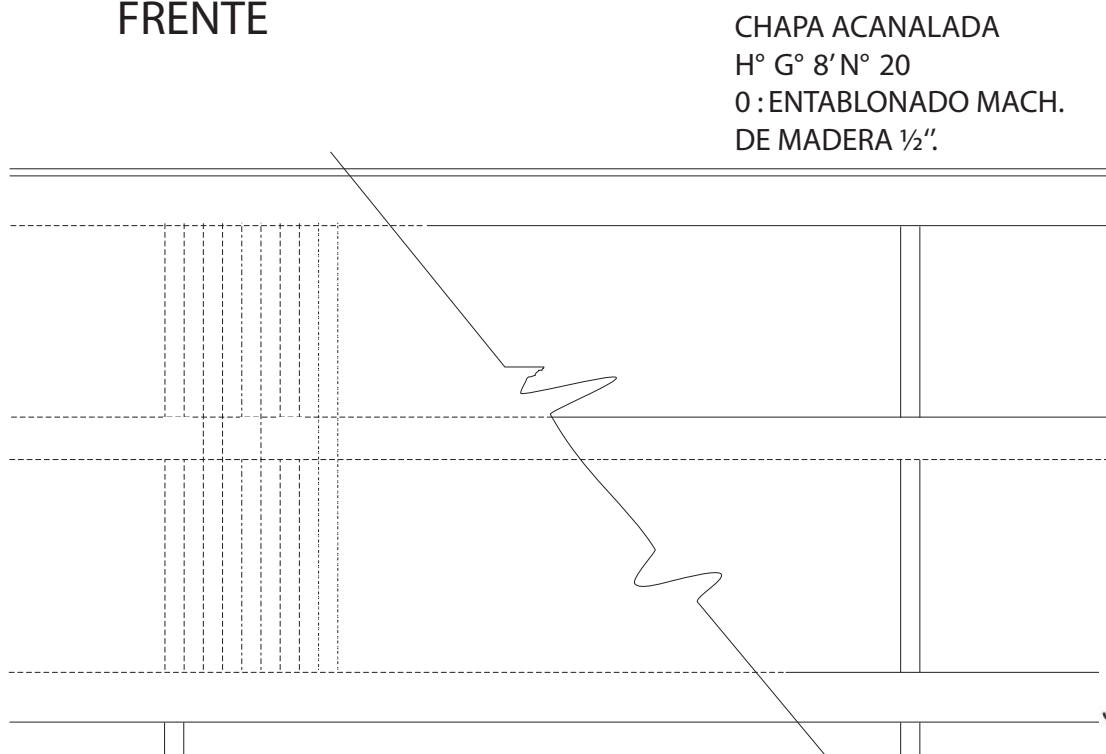 FRENTE
CHAPA ACANALADA
H° G° 8’ N° 20
0 : ENTABLONADO MACH.
DE MADERA ½”.